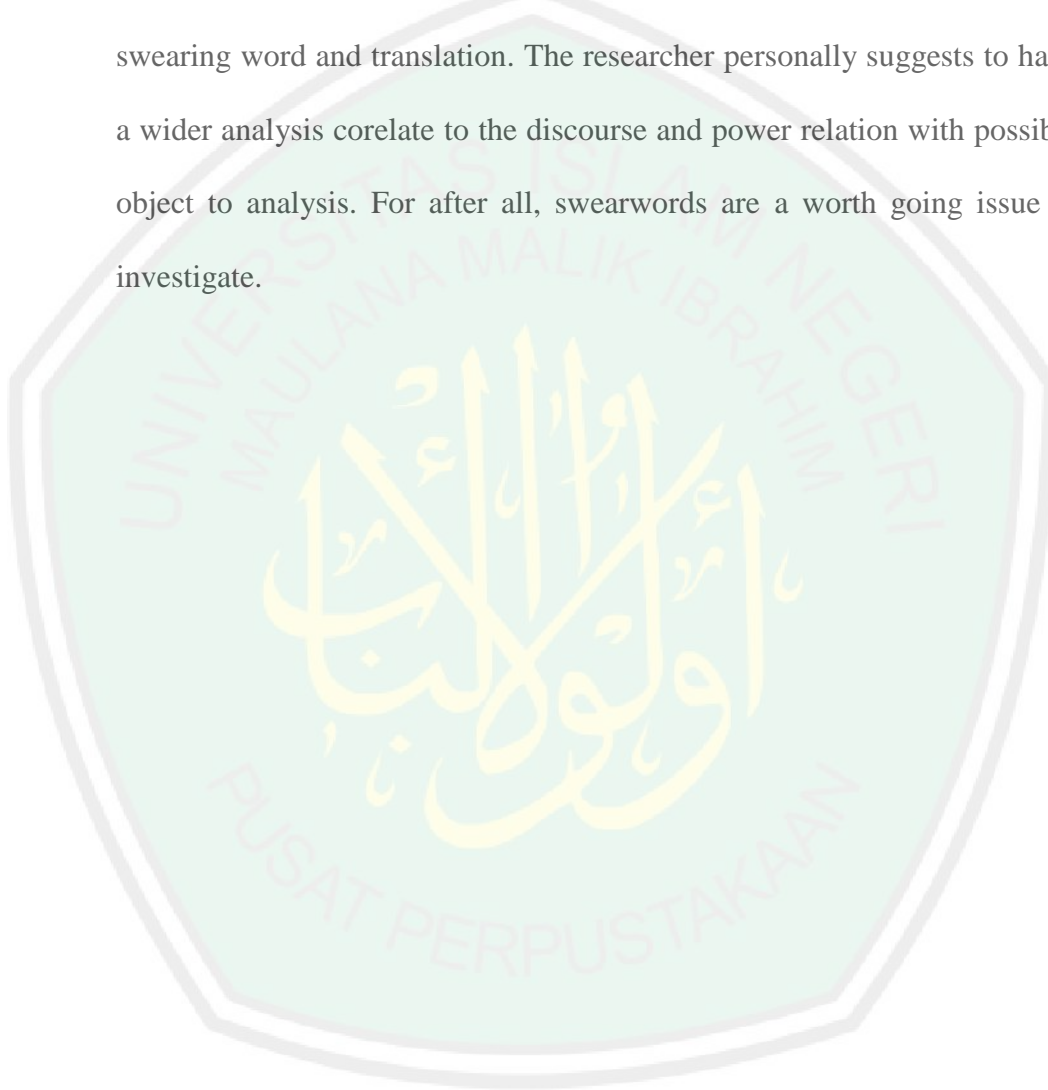 swearing word and translation. The researcher personally suggests to ha
a wider analysis corelate to the discourse and power relation with possib
object to analysis. For after all, swearwords are a worth going issue
investigate.
UNIVERSITAS ISLAM NEGERI
MAULANA MALIK IBRAHIM
أولوا الألباب
PUSAT PERPUSTAKAAN